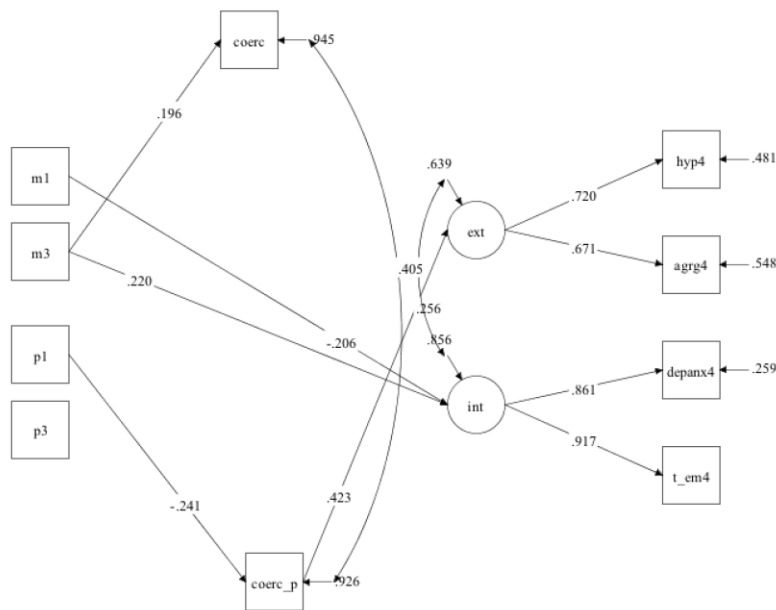 coerc
.945
.196
m1
m3
.220
p1
p3
-.241
coerc_p
.926
.423
.405
.256
-.206
.639
ext
.856
int
.720
.671
.861
.917
hyp4
.481
agrg4
.548
depanx4
.259
t_em4